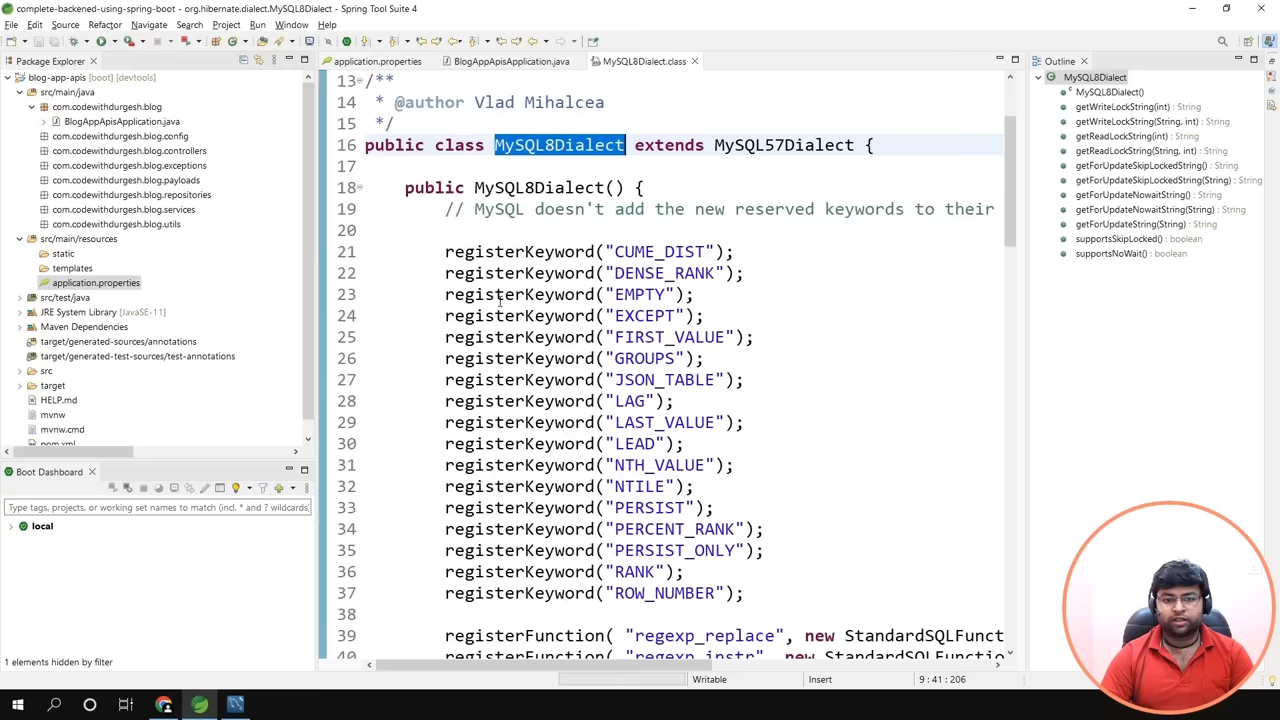 complete-backened-using-spring-boot - org.hibernate.dialect.MySQL8Dialect - Spring Tool Suite 4
File Edit Source Refactor Navigate Search Project Run Window Help
Package Explorer
blog-app-apis [boot] [devtools]
src/main/java
com.codewithdurgesh.blog
BlogAppApisApplication.java
com.codewithdurgesh.blog.config
com.codewithdurgesh.blog.controllers
com.codewithdurgesh.blog.exceptions
com.codewithdurgesh.blog.payloads
com.codewithdurgesh.blog.repositories
com.codewithdurgesh.blog.services
com.codewithdurgesh.blog.utils
src/main/resources
static
templates
application.properties
src/test/java
JRE System Library [JavaSE-11]
Maven Dependencies
target/generated-sources/annotations
target/generated-test-sources/test-annotations
src
target
HELP.md
mvnw
mvnw.cmd
pom.xml
Boot Dashboard
Type tags, projects, or working set names to match (incl. * and ? wildcards,
local
1 elements hidden by filter
application.properties BlogAppApisApplication.java MySQL8Dialect.class
13 /**
14 * @author Vlad Mihalcea
15 */
16 public class MySQL8Dialect extends MySQL57Dialect {
17
18 public MySQL8Dialect() {
19 // MySQL doesn't add the new reserved keywords to their
20
21 registerKeyword("CUME_DIST");
22 registerKeyword("DENSE_RANK");
23 registerKeyword("EMPTY");
24 registerKeyword("EXCEPT");
25 registerKeyword("FIRST_VALUE");
26 registerKeyword("GROUPS");
27 registerKeyword("JSON_TABLE");
28 registerKeyword("LAG");
29 registerKeyword("LAST_VALUE");
30 registerKeyword("LEAD");
31 registerKeyword("NTH_VALUE");
32 registerKeyword("NTILE");
33 registerKeyword("PERSIST");
34 registerKeyword("PERCENT_RANK");
35 registerKeyword("PERSIST_ONLY");
36 registerKeyword("RANK");
37 registerKeyword("ROW_NUMBER");
38
39 registerFunction( "regexp_replace", new StandardSQLFunct
40 registerFunction( "regexp_instr", new StandardSQLFunctio
Writable Insert 9 : 41 : 206
Outline
MySQL8Dialect
MySQL8Dialect()
getWriteLockString(int) : String
getWriteLockString(String, int) : String
getReadLockString(int) : String
getReadLockString(String, int) : String
getForUpdateSkipLockedString() : String
getForUpdateSkipLockedString(String) : String
getForUpdateNowaitString() : String
getForUpdateNowaitString(String) : String
getForUpdateString(String) : String
supportsSkipLocked() : boolean
supportsNoWait() : boolean